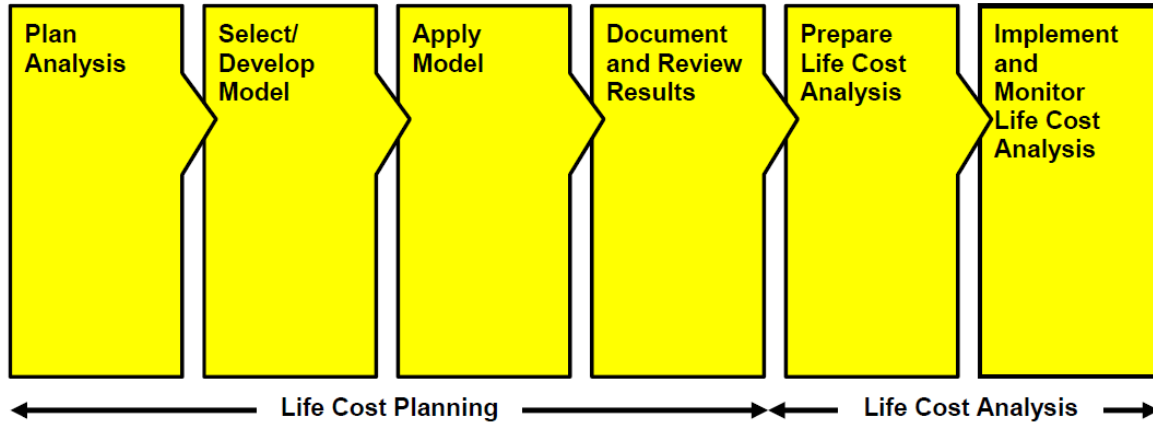 Plan
Analysis
Select/
Develop
Model
Apply
Model
Document
and Review
Results
Prepare
Life Cost
Analysis
Implement
and
Monitor
Life Cost
Analysis
Life Cost Planning
Life Cost Analysis